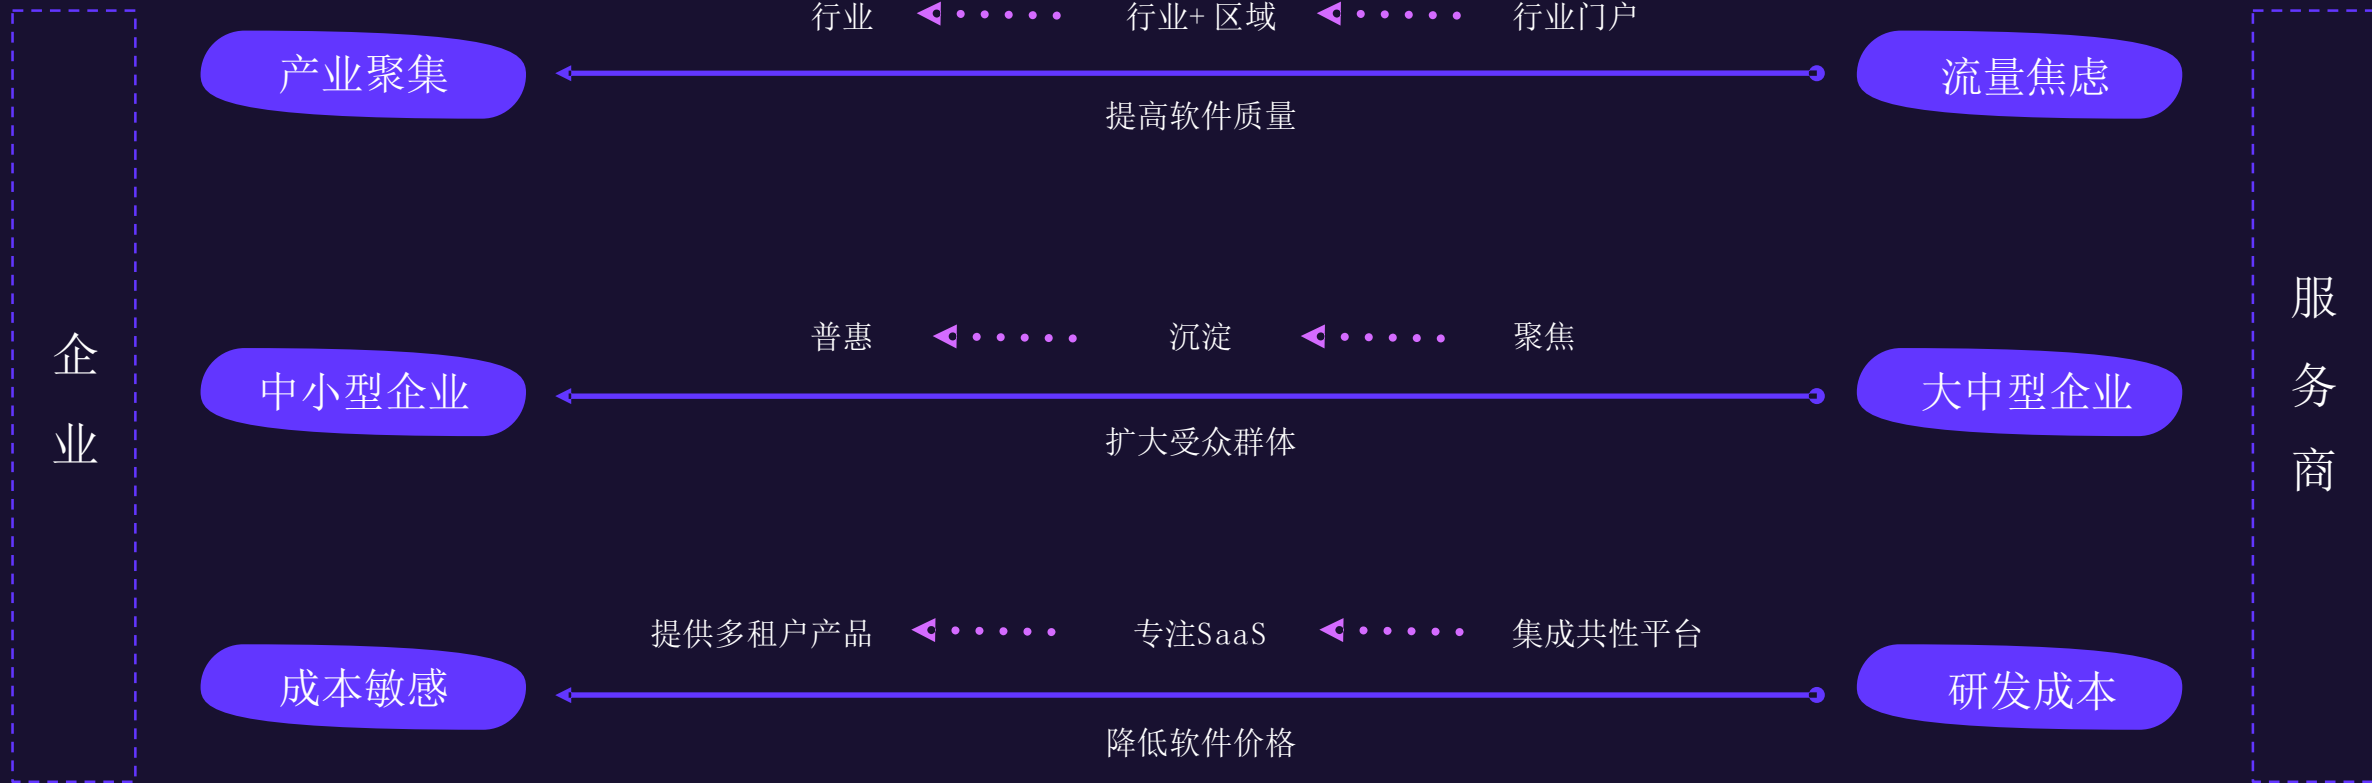 行业
行业+ 区域
行业门户
产业聚集
流量焦虑
提高软件质量
企业
服务商
普惠
沉淀
聚焦
中小型企业
大中型企业
扩大受众群体
提供多租户产品
专注SaaS
集成共性平台
成本敏感
研发成本
降低软件价格